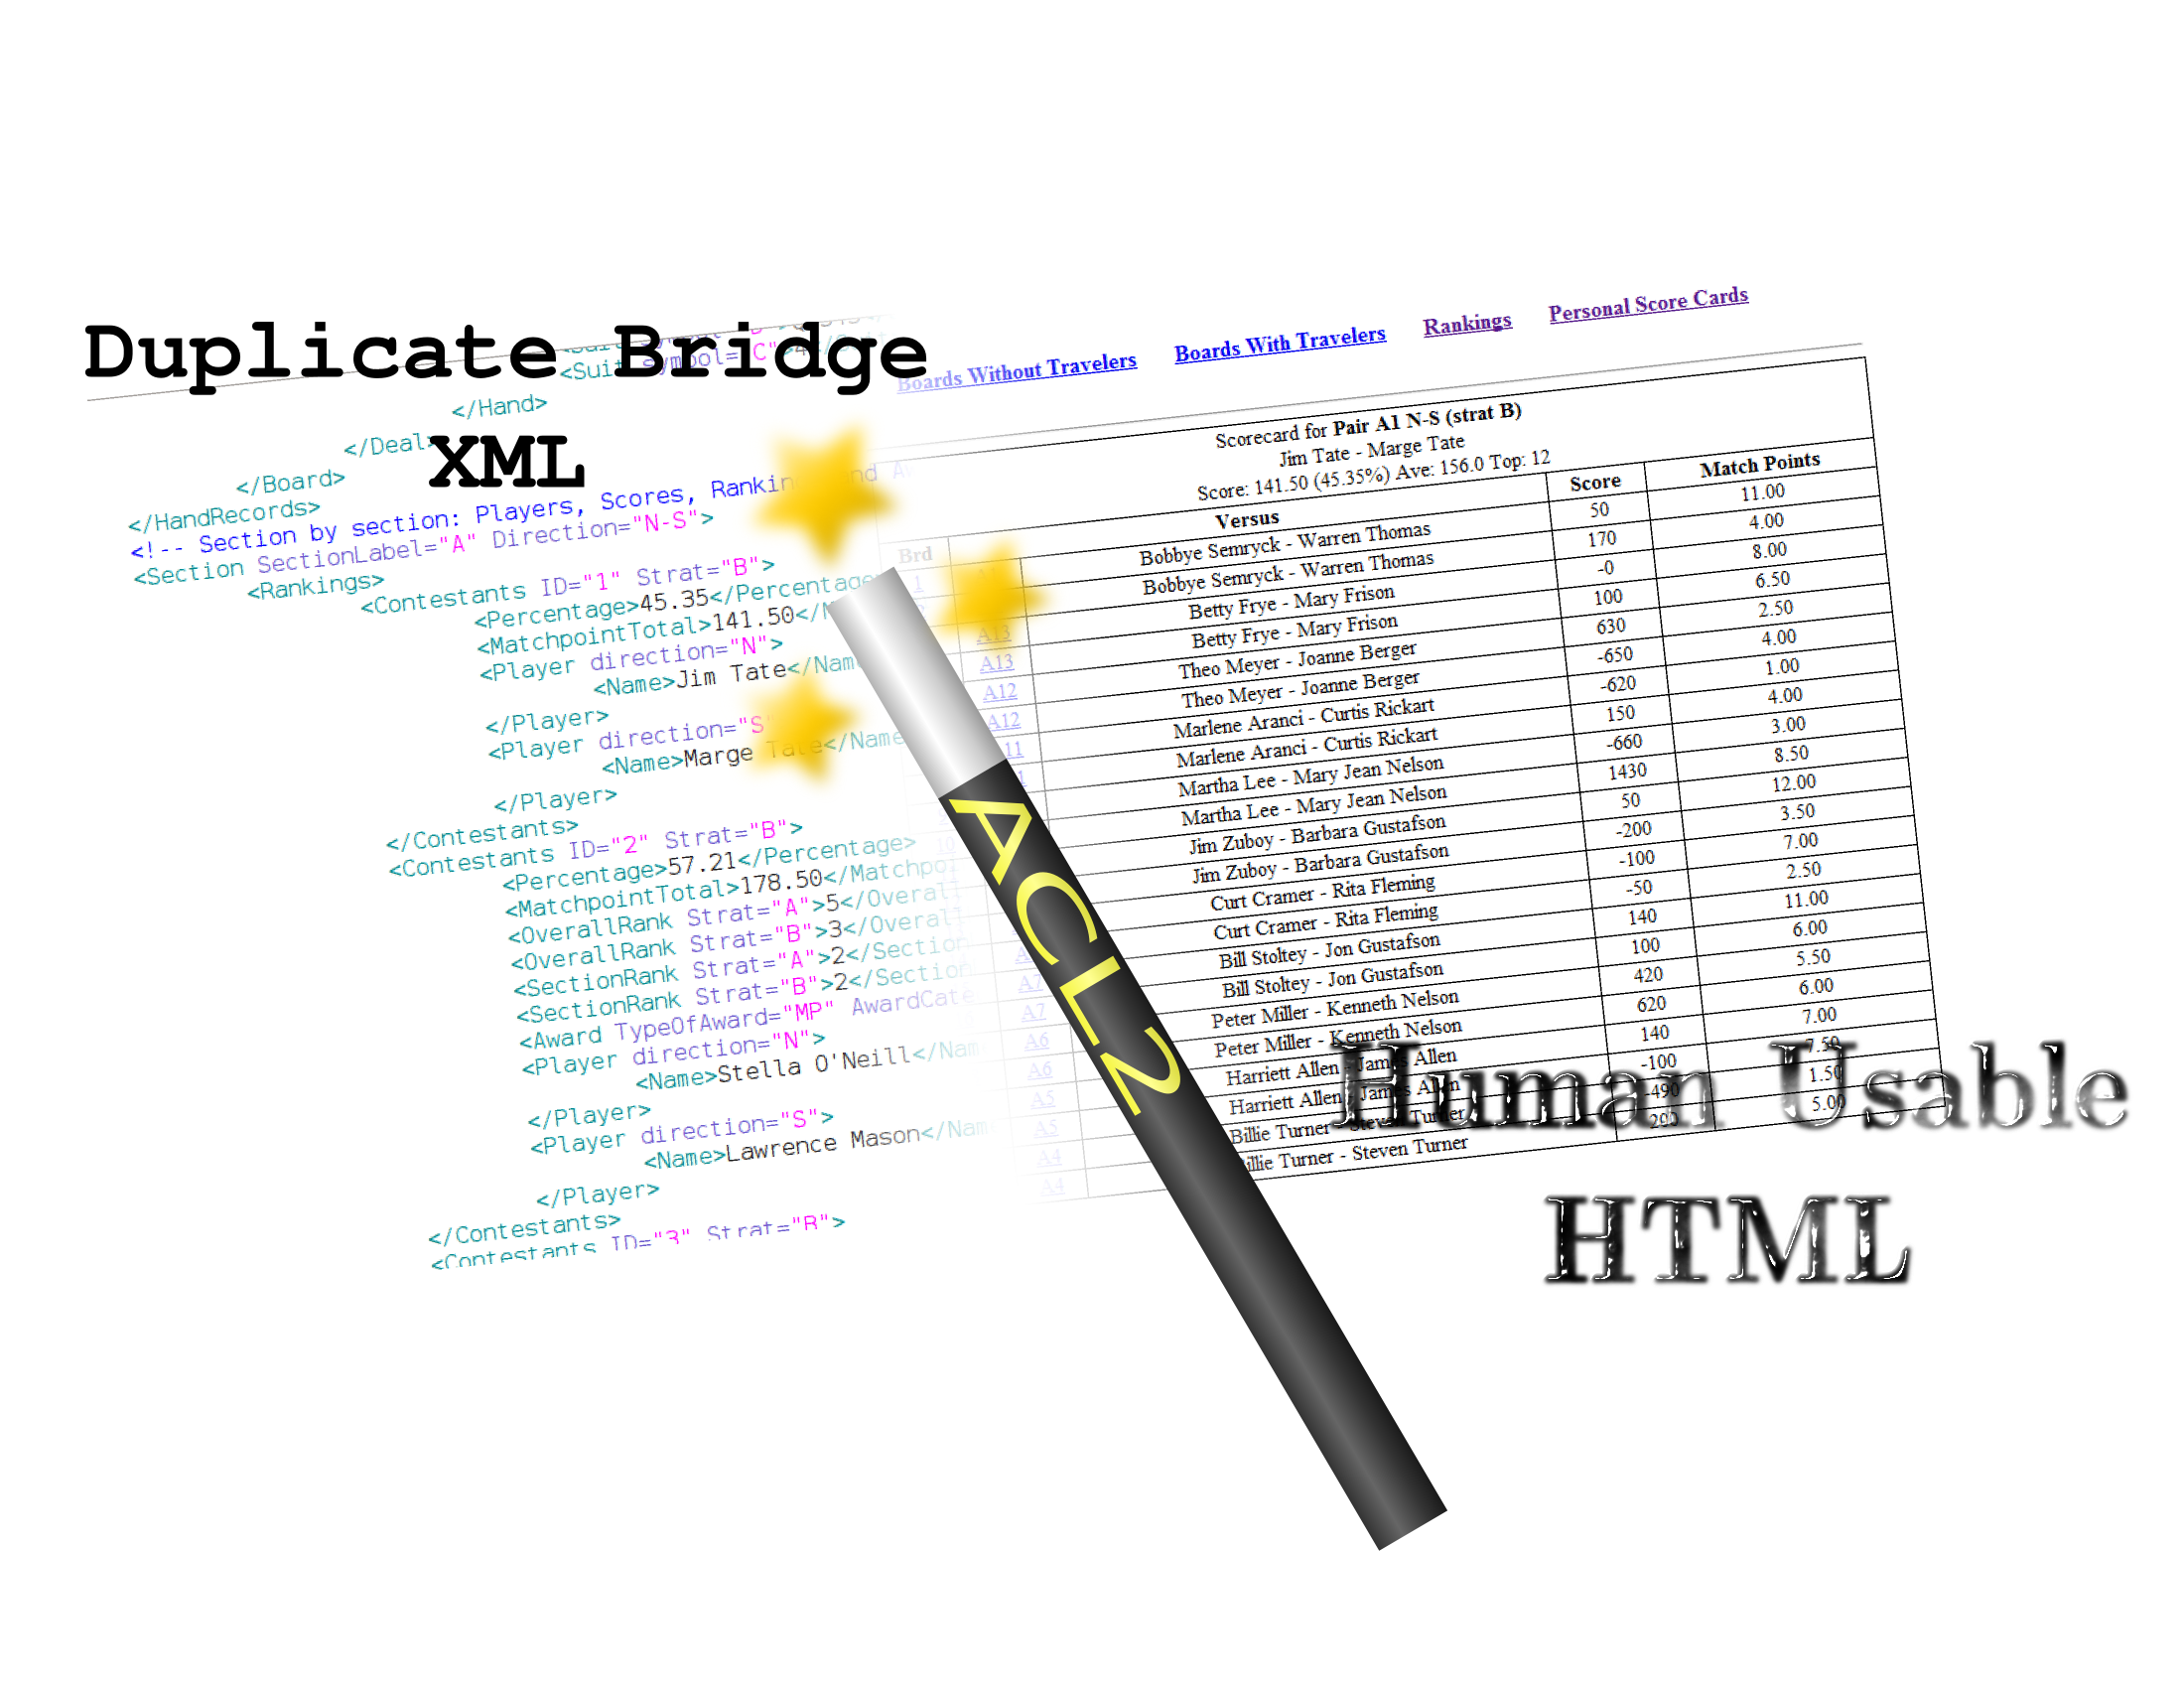 Duplicate Bridge
XML
<Suit symbol="C">4</Suit
</Hand>
</Deal>
</Board>
</HandRecords>
<!-- Section by section: Players, Scores, Rankin
<Section SectionLabel="A" Direction="N-S">
<Rankings>
<Contestants ID="1" Strat="B">
<Percentage>45.35</Percentage
<MatchpointTotal>141.50</
<Player direction="N">
<Name>Jim Tate</Name
</Player>
<Player direction="S"
<Name>Marge Tate</Name
</Player>
</Contestants>
<Contestants ID="2" Strat="B">
<Percentage>57.21</Percentage>
<MatchpointTotal>178.50</Matchpoi
<OverallRank Strat="A">5</Overall
<OverallRank Strat="B">3</Overall
<SectionRank Strat="A">2</Section
<SectionRank Strat="B">2</Section
<Award TypeOfAward="MP" AwardCate
<Player direction="N">
<Name>Stella O'Neill</Nam
</Player>
<Player direction="S">
<Name>Lawrence Mason</Nam
</Player>
</Contestants>
<Contestants ID="3" Strat="B">
ACL2
Boards Without Travelers Boards With Travelers Rankings Personal Score Cards
Scorecard for Pair A1 N-S (strat B)
Jim Tate - Marge Tate
Score: 141.50 (45.35%) Ave: 156.0 Top: 12
Brd Versus Score Match Points
1 Bobbye Semryck - Warren Thomas 50 11.00
Bobbye Semryck - Warren Thomas 170 4.00
A13 Betty Frye - Mary Frison -0 8.00
A13 Betty Frye - Mary Frison 100 6.50
A12 Theo Meyer - Joanne Berger 630 2.50
A12 Theo Meyer - Joanne Berger -650 4.00
11 Marlene Aranci - Curtis Rickart -620 1.00
Marlene Aranci - Curtis Rickart 150 4.00
Martha Lee - Mary Jean Nelson -660 3.00
10 Martha Lee - Mary Jean Nelson 1430 8.50
Jim Zuboy - Barbara Gustafson 50 12.00
Jim Zuboy - Barbara Gustafson -200 3.50
Curt Cramer - Rita Fleming -100 7.00
Curt Cramer - Rita Fleming -50 2.50
A7 Bill Stoltey - Jon Gustafson 140 11.00
A7 Bill Stoltey - Jon Gustafson 100 6.00
A6 Peter Miller - Kenneth Nelson 420 5.50
A6 Peter Miller - Kenneth Nelson 620 6.00
A5 Harriett Allen - James Allen 140 7.00
A5 Harriett Allen - James Allen -100 7.50
A4 Billie Turner - Steven Turner -490 1.50
A4 Billie Turner - Steven Turner 290 5.00
Human Usable
HTML